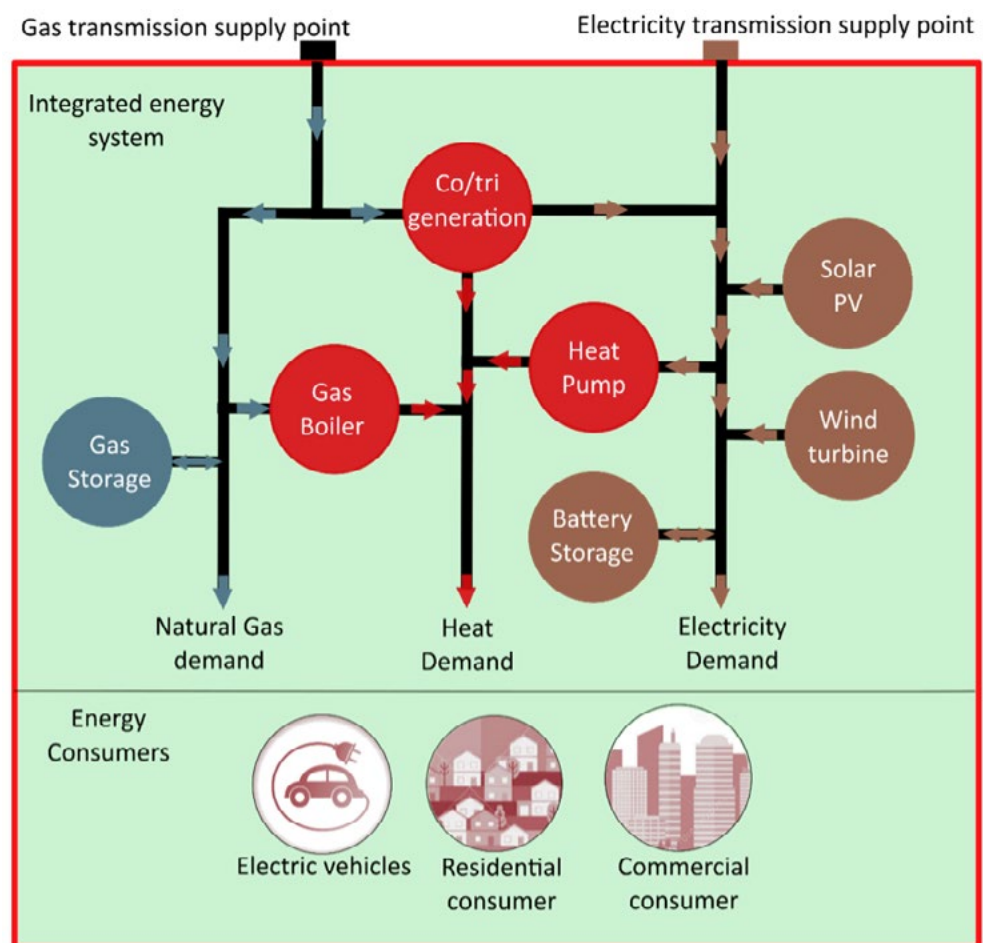 Gas transmission supply point
Electricity transmission supply point
Integrated energy
system
Co/tri
generation
Solar
PV
Heat
Pump
Gas
Boiler
Wind
turbine
Gas
Storage
Battery
Storage
Natural Gas
demand
Heat
Demand
Electricity
Demand
Energy
Consumers
Electric vehicles
Residential
consumer
Commercial
consumer